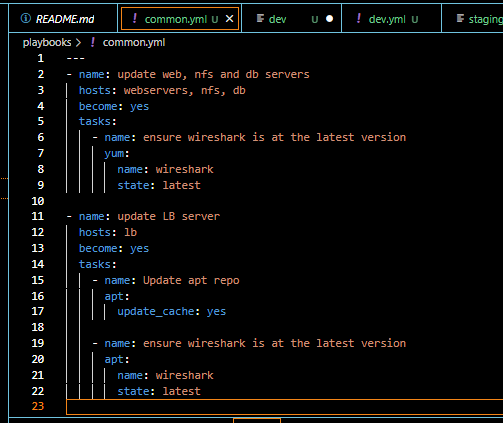 README.md
! common.yml U ×
dev U ●
! dev.yml U
staging
playbooks > ! common.yml
1 ---
2 - name: update web, nfs and db servers
3   hosts: webservers, nfs, db
4   become: yes
5   tasks:
6     - name: ensure wireshark is at the latest version
7       yum:
8         name: wireshark
9         state: latest
10
11 - name: update LB server
12   hosts: lb
13   become: yes
14   tasks:
15     - name: Update apt repo
16       apt:
17         update_cache: yes
18
19     - name: ensure wireshark is at the latest version
20       apt:
21         name: wireshark
22         state: latest
23